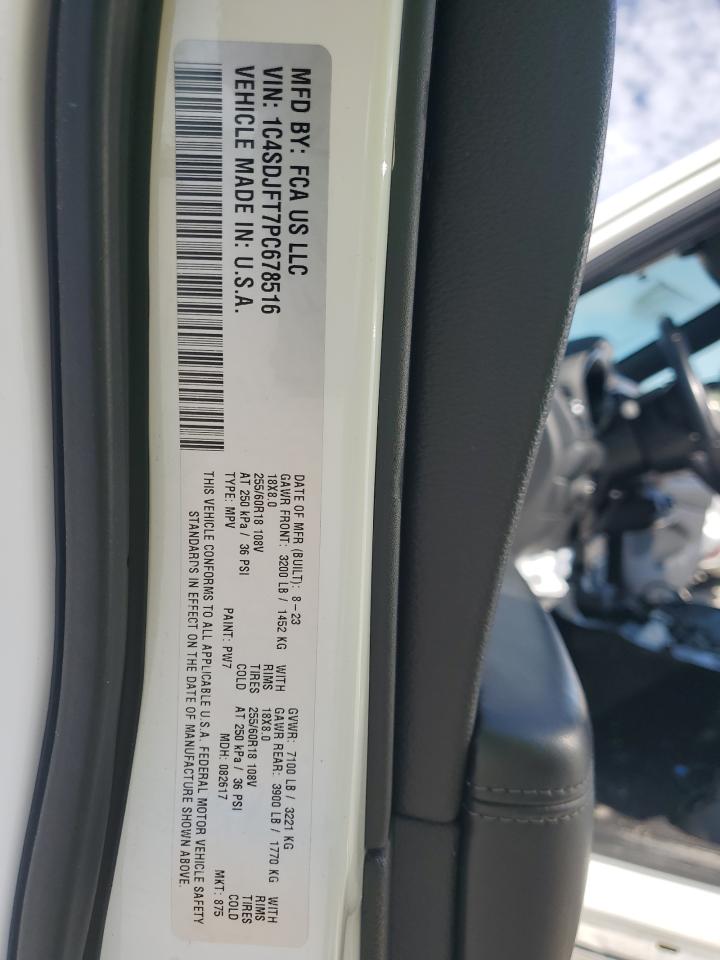 MFD BY: FCA US LLC
VIN: 1C4SDJFT7PC678516
VEHICLE MADE IN: U.S.A.
DATE OF MFR (BUILT): 8-23 GVWR: 7100 LB / 3221 KG
GAWR FRONT: 3200 LB / 1452 KG WITH GAWR REAR: 3900 LB / 1770 KG WITH
18X8.0 RIMS 18X8.0 RIMS
255/60R18 108V TIRES 255/60R18 108V TIRES
AT 250 kPa / 36 PSI COLD AT 250 kPa / 36 PSI COLD
TYPE: MPV PAINT: PW7 MDH: 082617 MKT: 875
THIS VEHICLE CONFORMS TO ALL APPLICABLE U.S.A. FEDERAL MOTOR VEHICLE SAFETY
STANDARDS IN EFFECT ON THE DATE OF MANUFACTURE SHOWN ABOVE.